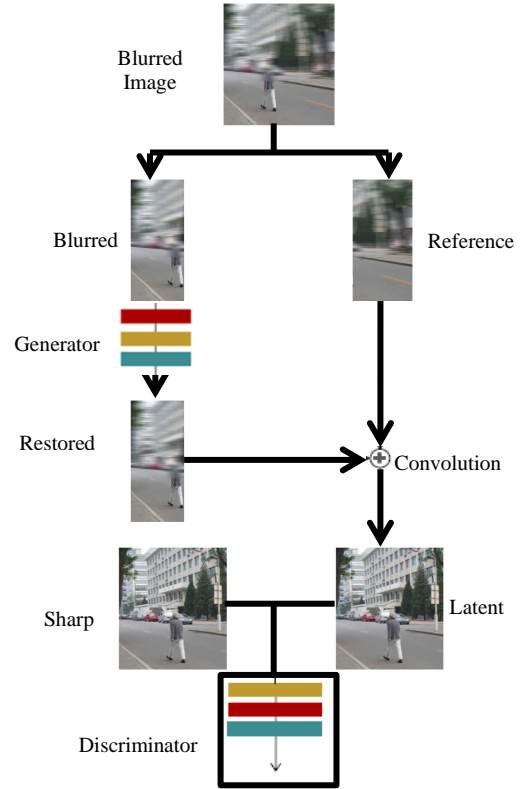 Blurred
Image
Blurred
Reference
Generator
Restored
Convolution
Sharp
Latent
Discriminator